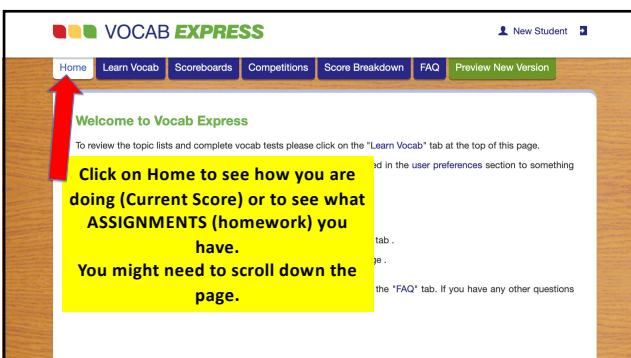 VOCAB EXPRESS
New Student
Home Learn Vocab Scoreboards Competitions Score Breakdown FAQ Preview New Version
Welcome to Vocab Express
To review the topic lists and complete vocab tests please click on the "Learn Vocab" tab at the top of this page.
ed in the user preferences section to something
Click on Home to see how you are
doing (Current Score) or to see what
ASSIGNMENTS (homework) you
have.
You might need to scroll down the
page.
tab .
ge .
the "FAQ" tab. If you have any other questions